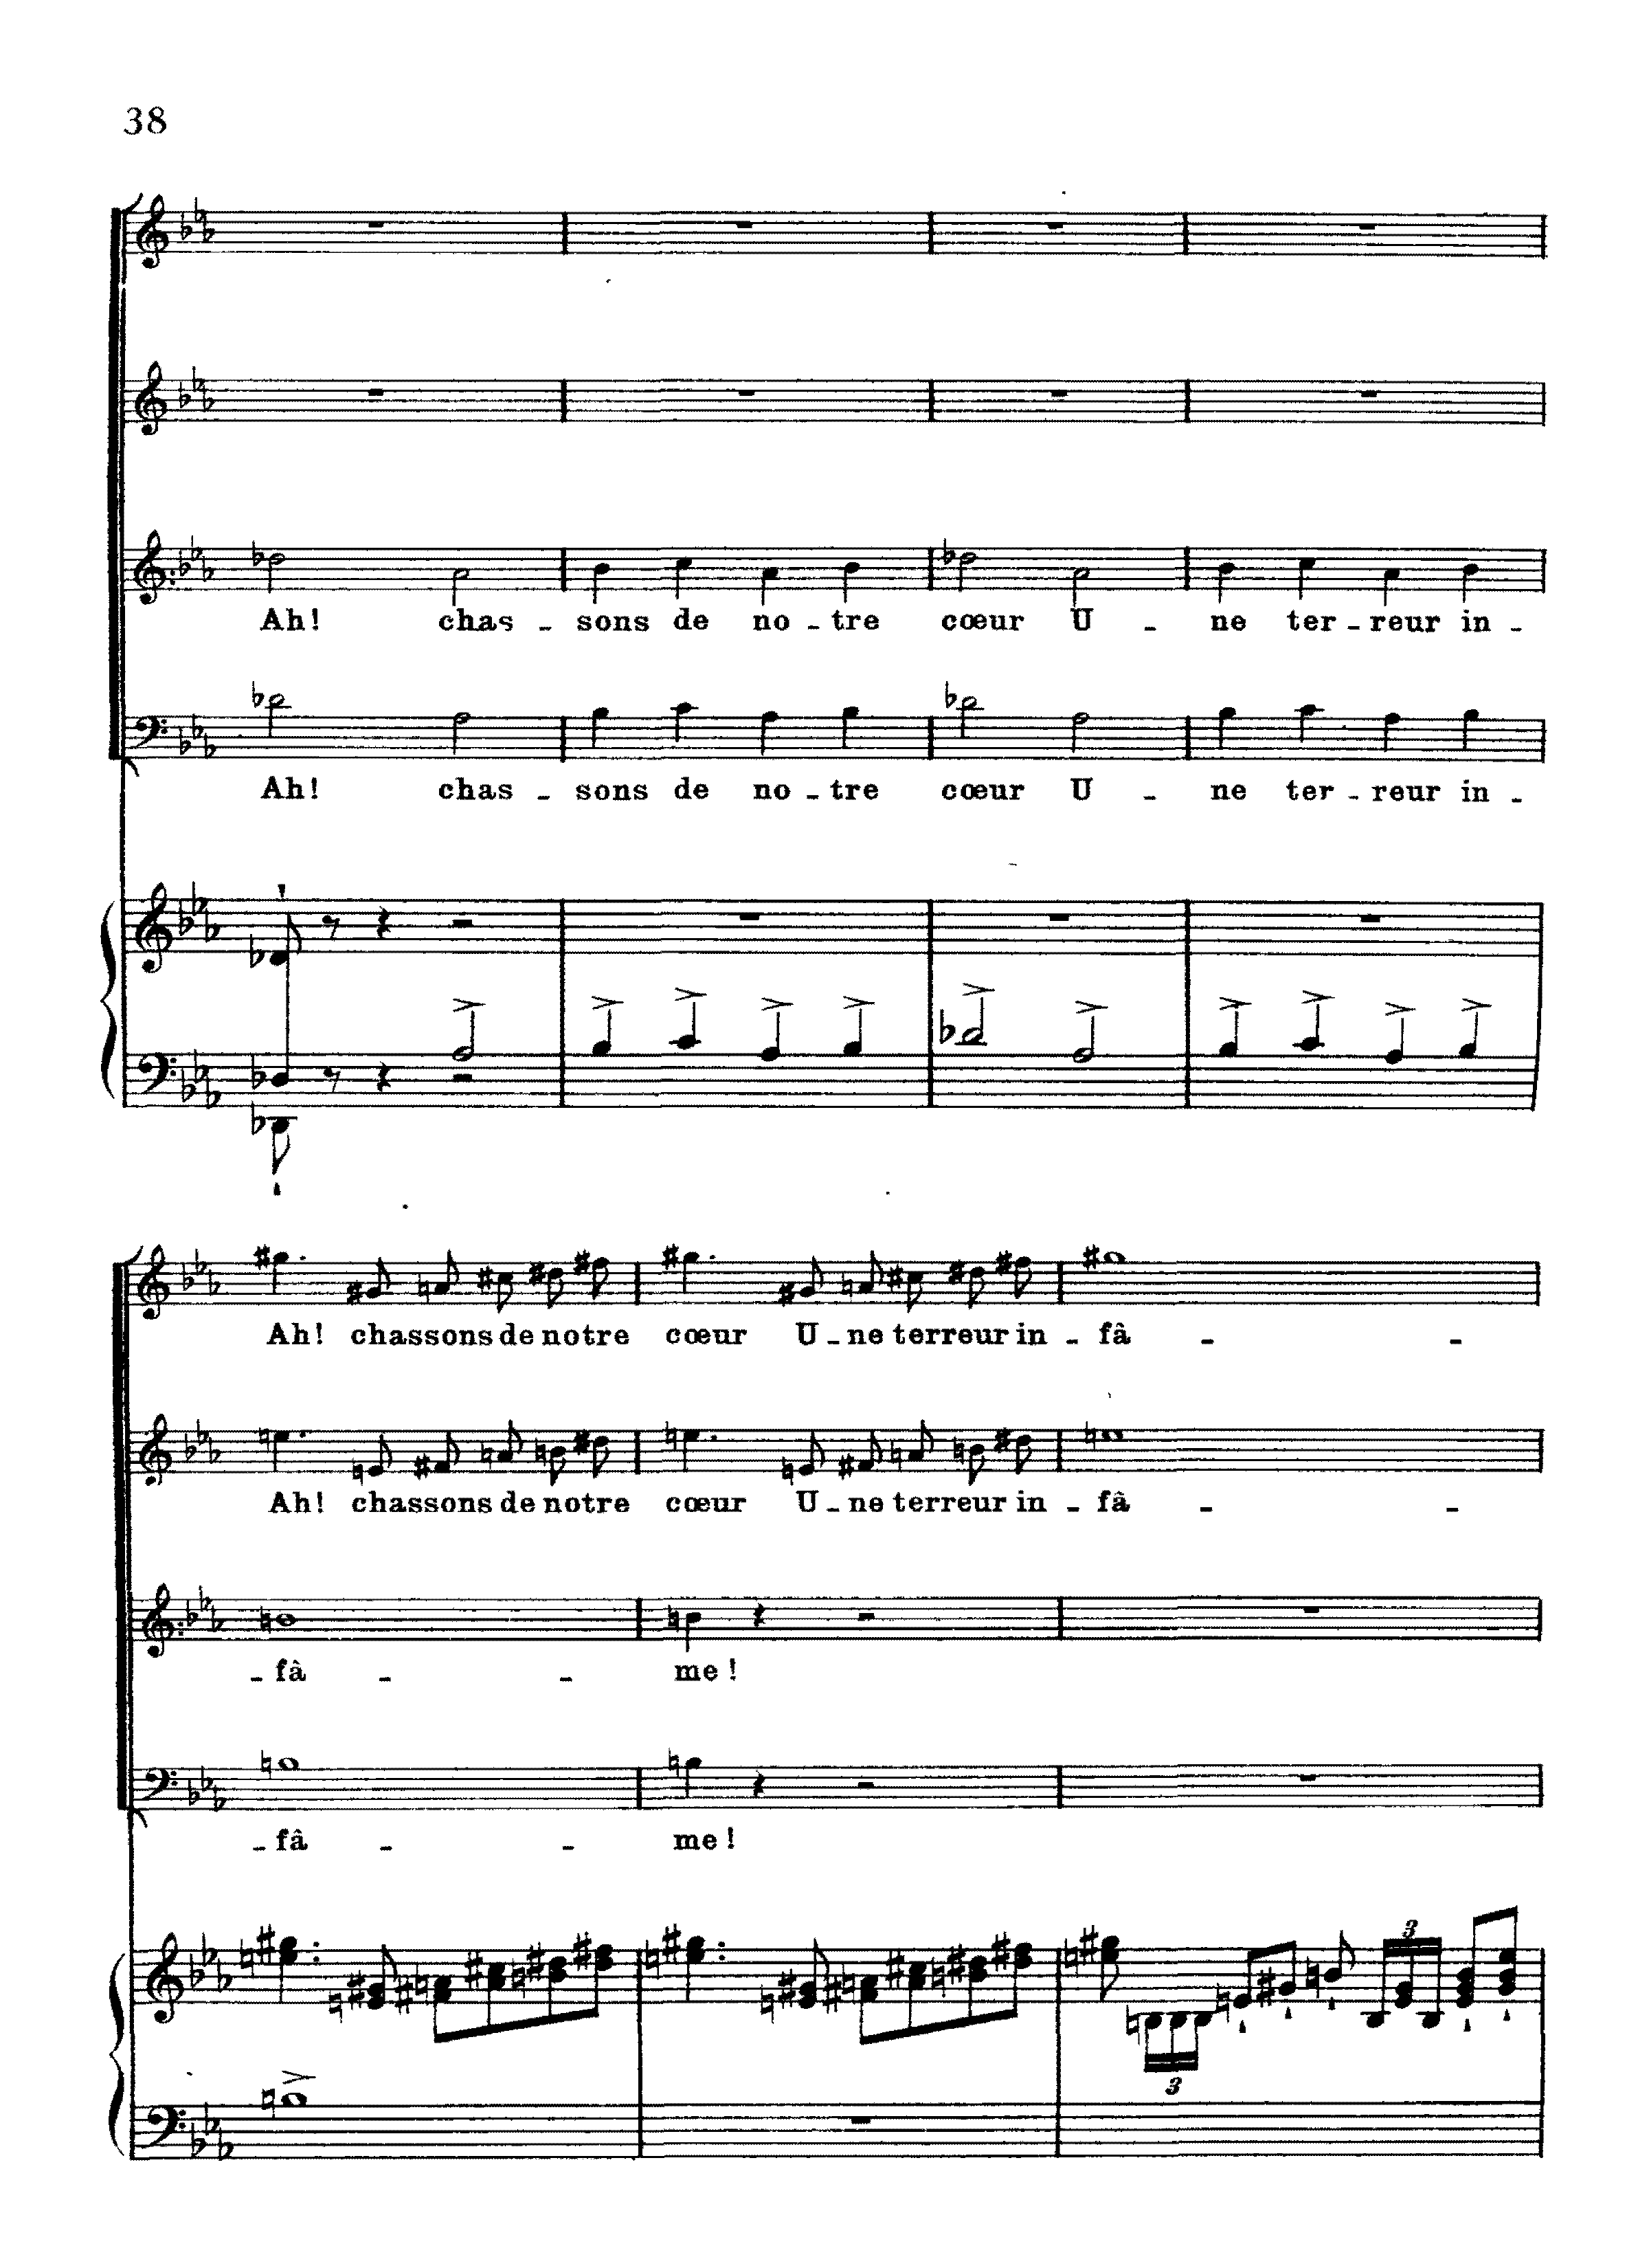 38
Ah! chas - sons de no - tre cœur U - ne ter - reur in -
Ah! chas - sons de no - tre cœur U - ne ter - reur in -
Ah! chassons de notre cœur U - ne terreur in - fâ - -
Ah! chassons de notre cœur U - ne terreur in - fâ - -
- fâ - - me!
- fâ - - me!
3
3